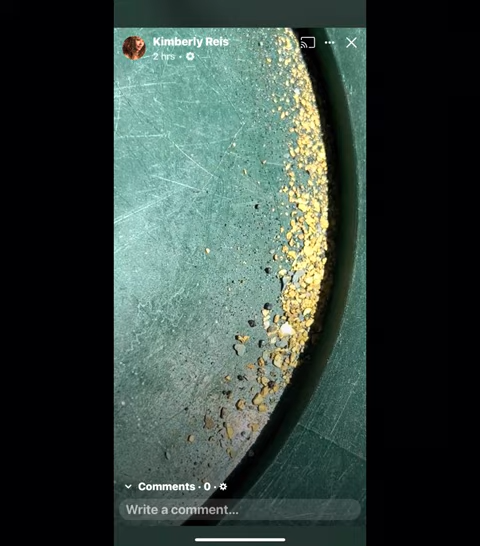 Kimberly Reis
2 hrs ·
Comments · 0 ·
Write a comment...